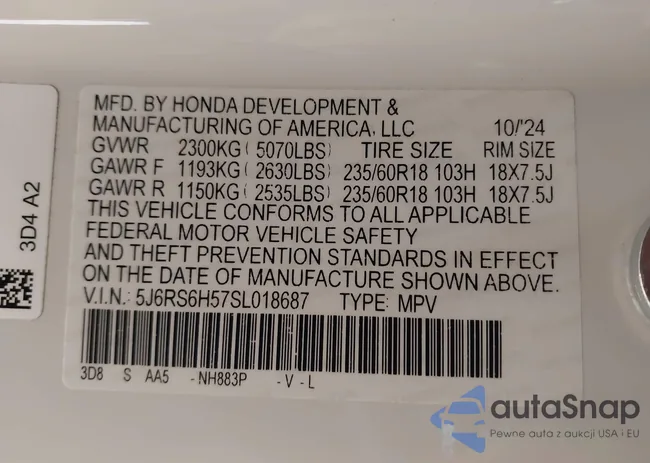 3D4 A2
MFD. BY HONDA DEVELOPMENT &
MANUFACTURING OF AMERICA, LLC 10/'24
GVWR 2300KG ( 5070LBS) TIRE SIZE RIM SIZE
GAWR F 1193KG ( 2630LBS) 235/60R18 103H 18X7.5J
GAWR R 1150KG ( 2535LBS) 235/60R18 103H 18X7.5J
THIS VEHICLE CONFORMS TO ALL APPLICABLE
FEDERAL MOTOR VEHICLE SAFETY
AND THEFT PREVENTION STANDARDS IN EFFECT
ON THE DATE OF MANUFACTURE SHOWN ABOVE.
V.I.N.: 5J6RS6H57SL018687 TYPE: MPV
3D8 S AA5 -NH883P -V-L
autaSnap
Pewne auta z aukcji USA i EU